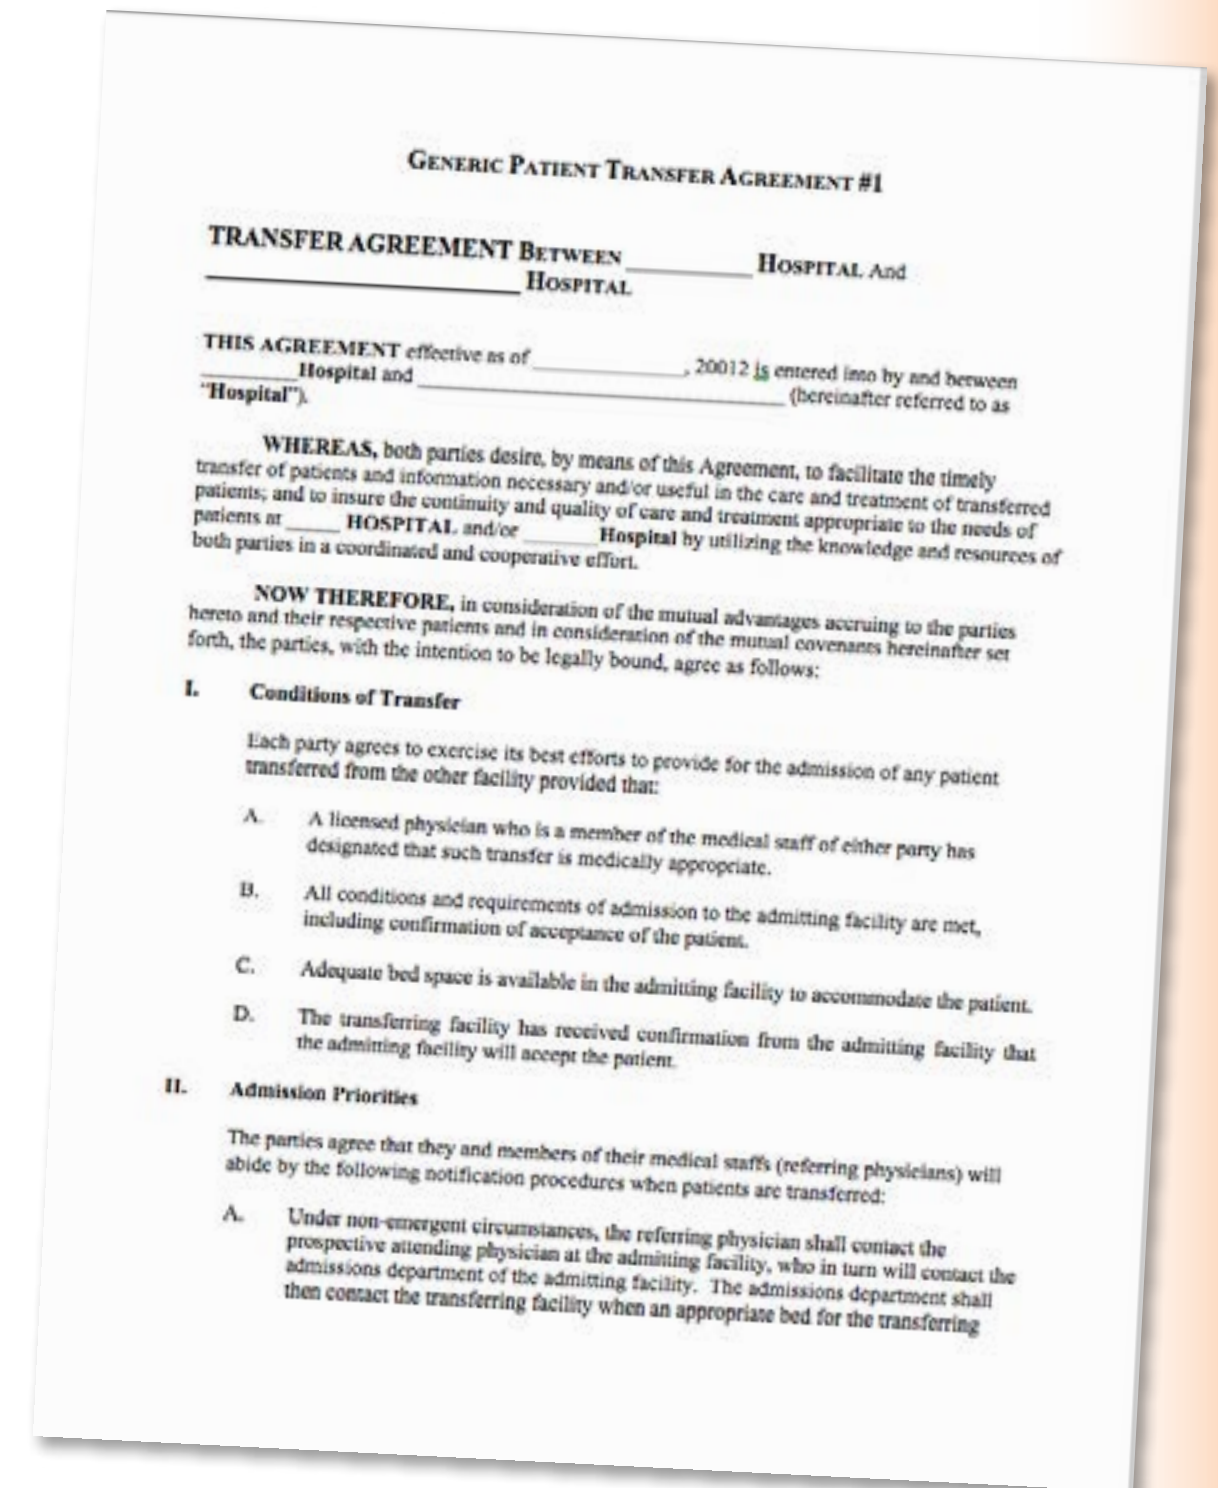 GENERIC PATIENT TRANSFER AGREEMENT #1
TRANSFER AGREEMENT BETWEEN __________ HOSPITAL And
_________________________ HOSPITAL
THIS AGREEMENT effective as of ______________, 20012 is entered into by and between
_________Hospital and __________________________________ (hereinafter referred to as
"Hospital").
WHEREAS, both parties desire, by means of this Agreement, to facilitate the timely
transfer of patients and information necessary and/or useful in the care and treatment of transferred
patients; and to insure the continuity and quality of care and treatment appropriate to the needs of
patients at _____ HOSPITAL and/or _______Hospital by utilizing the knowledge and resources of
both parties in a coordinated and cooperative effort.
NOW THEREFORE, in consideration of the mutual advantages accruing to the parties
hereto and their respective patients and in consideration of the mutual covenants hereinafter set
forth, the parties, with the intention to be legally bound, agree as follows:
I. Conditions of Transfer
Each party agrees to exercise its best efforts to provide for the admission of any patient
transferred from the other facility provided that:
A. A licensed physician who is a member of the medical staff of either party has
designated that such transfer is medically appropriate.
B. All conditions and requirements of admission to the admitting facility are met,
including confirmation of acceptance of the patient.
C. Adequate bed space is available in the admitting facility to accommodate the patient.
D. The transferring facility has received confirmation from the admitting facility that
the admitting facility will accept the patient.
II. Admission Priorities
The parties agree that they and members of their medical staffs (referring physicians) will
abide by the following notification procedures when patients are transferred:
A. Under non-emergent circumstances, the referring physician shall contact the
prospective attending physician at the admitting facility, who in turn will contact the
admissions department of the admitting facility. The admissions department shall
then contact the transferring facility when an appropriate bed for the transferring